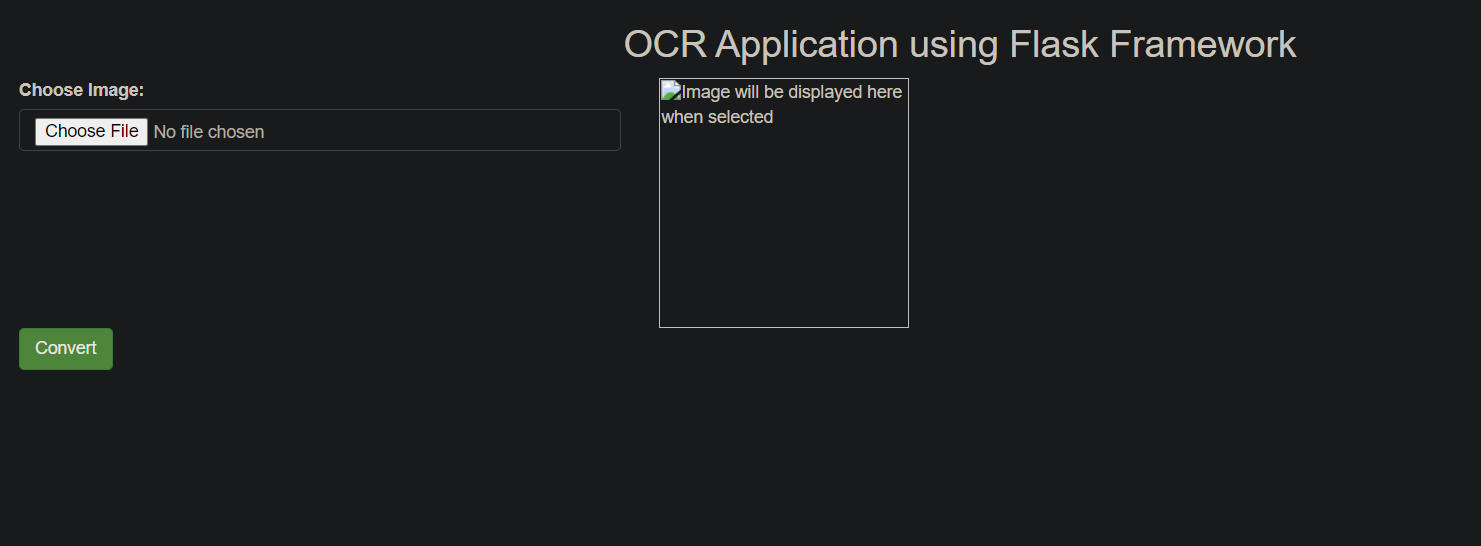 OCR Application using Flask Framework
Choose Image:
Choose File No file chosen
Image will be displayed here
when selected
Convert